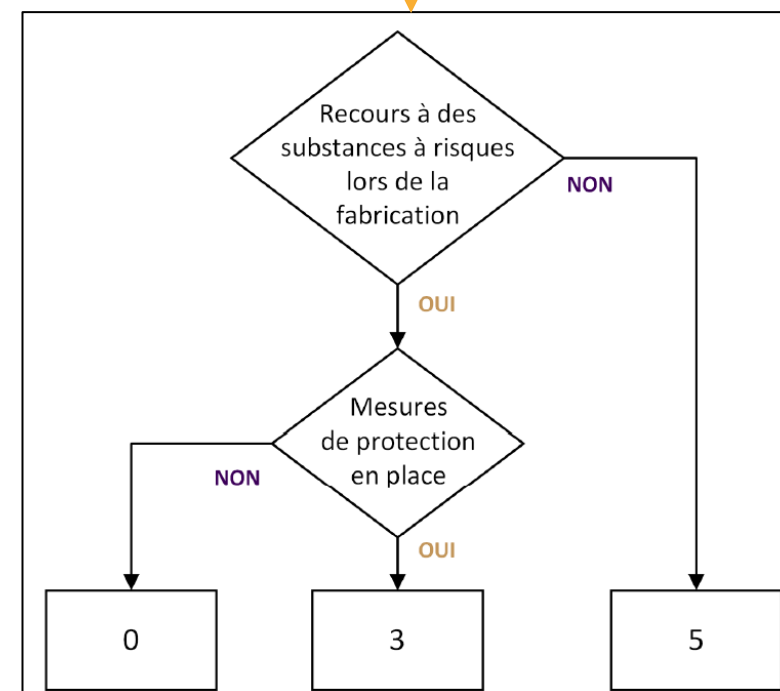 Recours à des
substances à risques
lors de la
fabrication
NON
OUI
Mesures
de protection
en place
NON
OUI
0
3
5